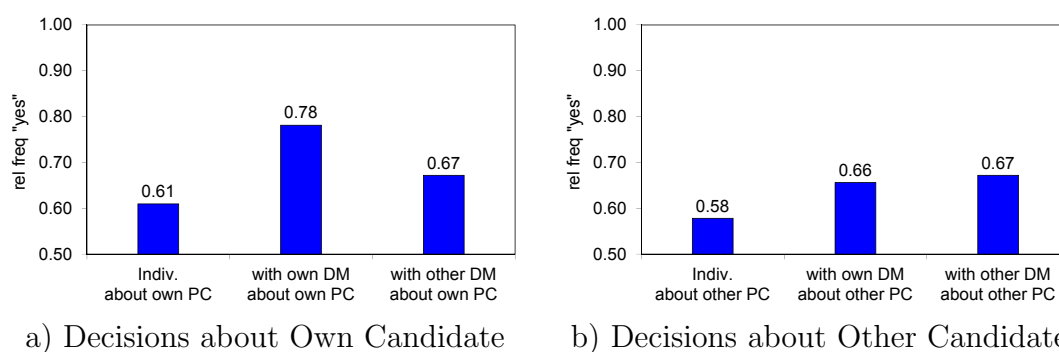 1.00
0.90
0.80
0.70
0.60
0.50
rel freq "yes"
0.61
0.78
0.67
Indiv.
about own PC
with own DM
about own PC
with other DM
about own PC
a) Decisions about Own Candidate
1.00
0.90
0.80
0.70
0.60
0.50
rel freq "yes"
0.58
0.66
0.67
Indiv.
about other PC
with own DM
about other PC
with other DM
about other PC
b) Decisions about Other Candidate